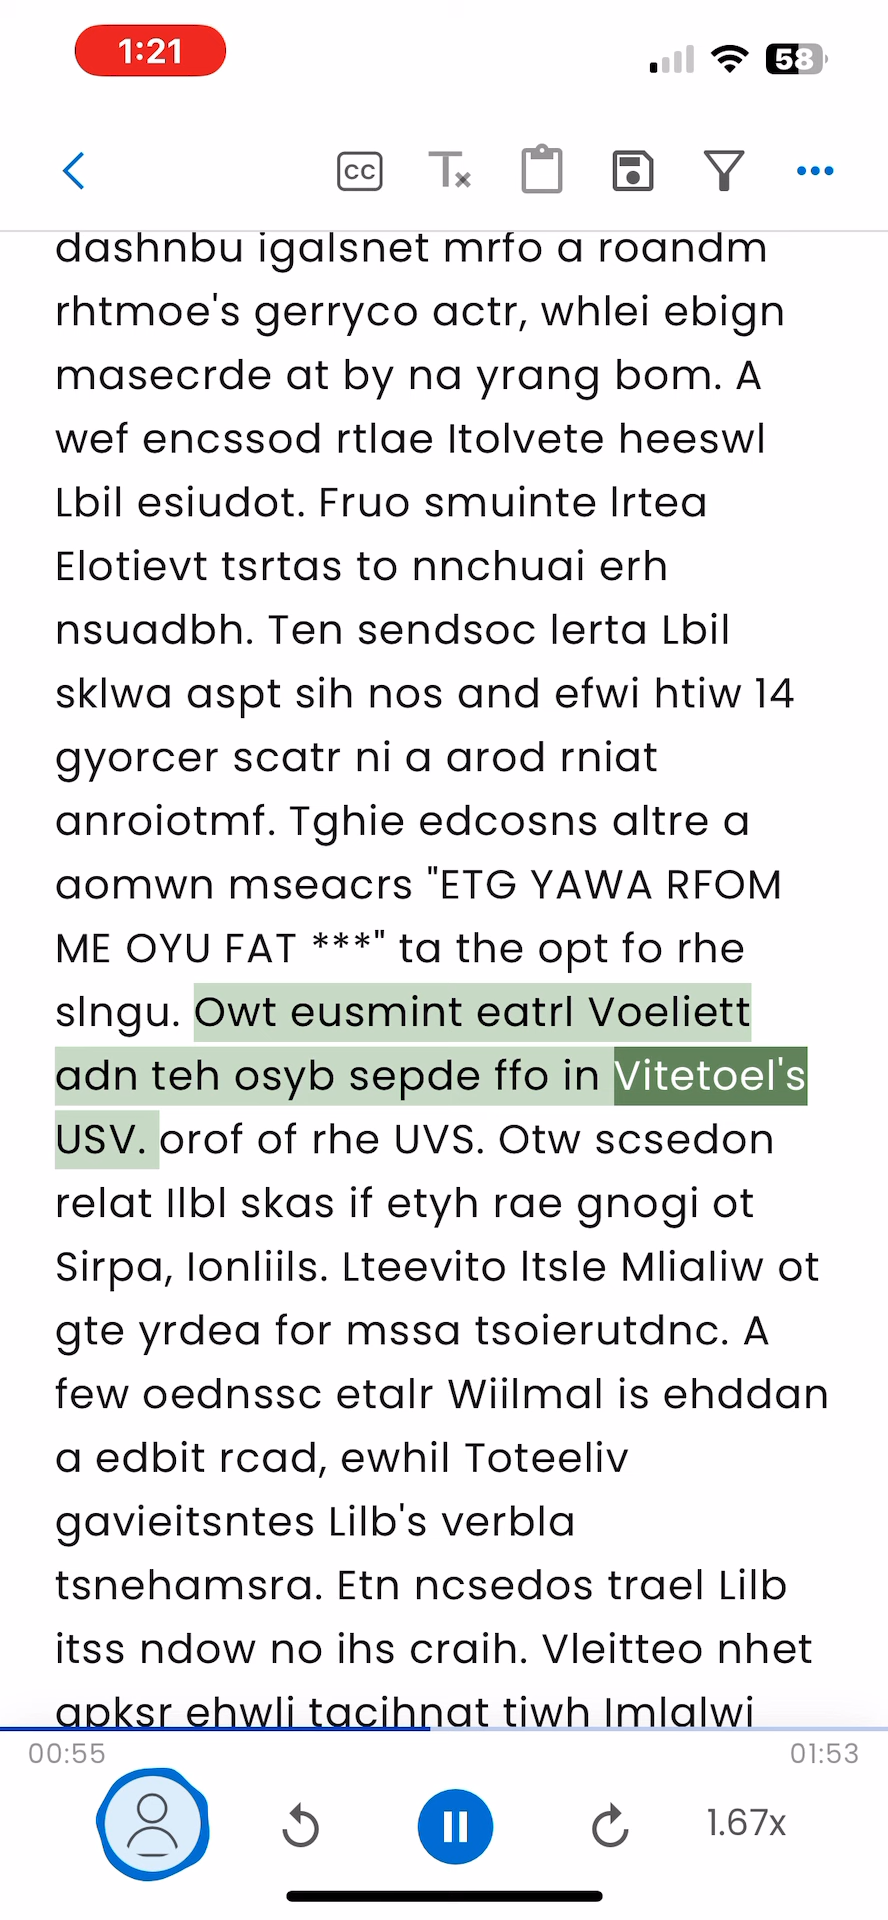 1:21
58
CC
dashnbu igalsnet mrfo a roandm
rhtmoe's gerryco actr, whlei ebign
masecrde at by na yrang bom. A
wef encssod rtlae Itolvete heeswl
Lbil esiudot. Fruo smuinte lrtea
Elotievt tsrtas to nnchuai erh
nsuadbh. Ten sendsoc lerta Lbil
sklwa aspt sih nos and efwi htiw 14
gyorcer scatr ni a arod rniat
anroiotmf. Tghie edcosns altre a
aomwn mseacrs "ETG YAWA RFOM
ME OYU FAT ***" ta the opt fo rhe
slngu. Owt eusmint eatrl Voeliett
adn teh osyb sepde ffo in Vitetoel's
USV. orof of rhe UVS. Otw scsedon
relat Ilbl skas if etyh rae gnogi ot
Sirpa, Ionliils. Lteevito ltsle Mlialiw ot
gte yrdea for mssa tsoierutdnc. A
few oednssc etalr Wiilmal is ehddan
a edbit rcad, ewhil Toteeliv
gavieitsntes Lilb's verbla
tsnehamsra. Etn ncsedos trael Lilb
itss ndow no ihs craih. Vleitteo nhet
apksr ehwli tacihnat tiwh Imlalwi
00:55
01:53
1.67x